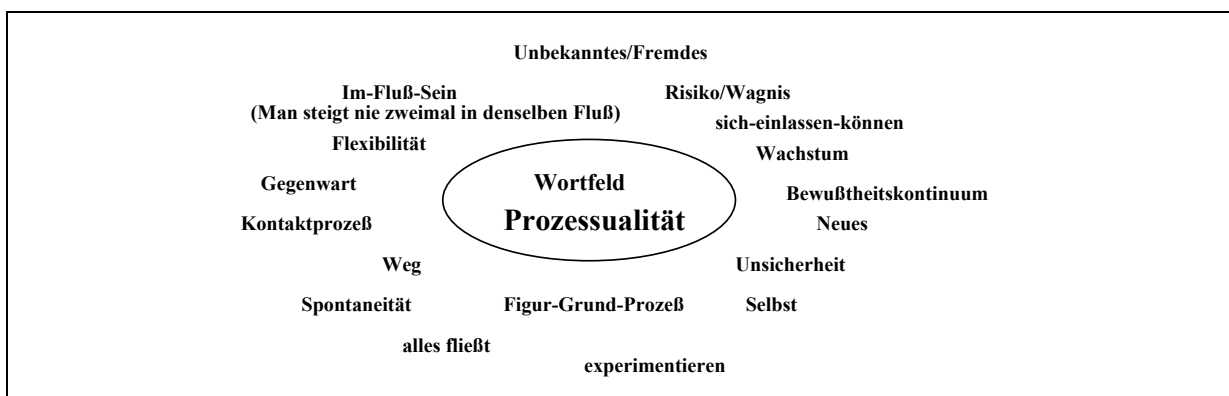 Unbekanntes/Fremdes
Im-Fluß-Sein
Risiko/Wagnis
(Man steigt nie zweimal in denselben Fluß)
sich-einlassen-können
Flexibilität
Wachstum
Gegenwart
Wortfeld
Bewußtheitskontinuum
Kontaktprozeß
Prozessualität
Neues
Weg
Unsicherheit
Spontaneität
Figur-Grund-Prozeß
Selbst
alles fließt
experimentieren